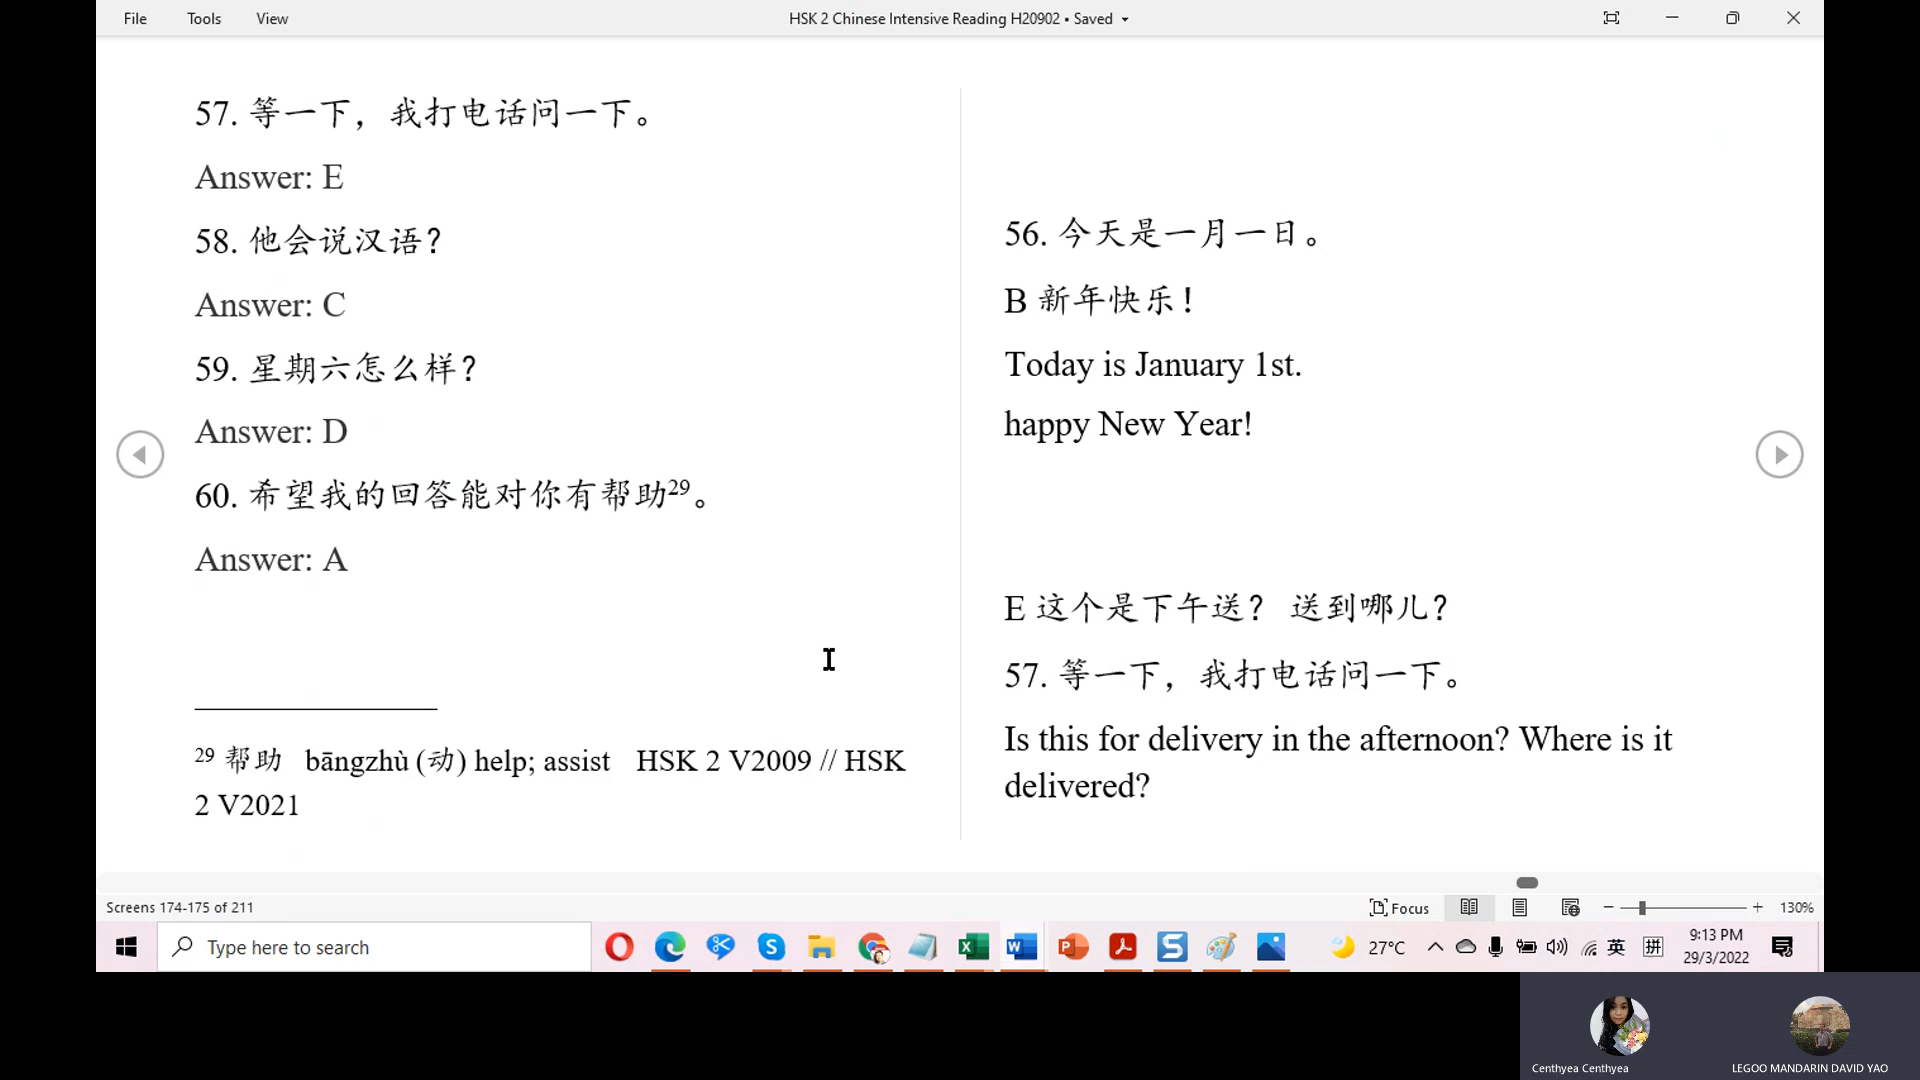 File Tools View
HSK 2 Chinese Intensive Reading H20902 • Saved
57. 等一下，我打电话问一下。
Answer: E
58. 他会说汉语？
Answer: C
59. 星期六怎么样？
Answer: D
60. 希望我的回答能对你有帮助29。
Answer: A
29 帮助 bāngzhù (动) help; assist HSK 2 V2009 // HSK
2 V2021
56. 今天是一月一日。
B 新年快乐！
Today is January 1st.
happy New Year!
E 这个是下午送？ 送到哪儿？
57. 等一下，我打电话问一下。
Is this for delivery in the afternoon? Where is it
delivered?
Screens 174-175 of 211
Focus
130%
Type here to search
27°C
英
拼
9:13 PM
29/3/2022
Centhyea Centhyea
LEGOO MANDARIN DAVID YAO